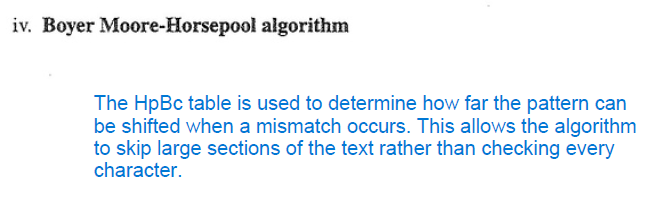 iv. Boyer Moore-Horsepool algorithm
The HpBc table is used to determine how far the pattern can
be shifted when a mismatch occurs. This allows the algorithm
to skip large sections of the text rather than checking every
character.